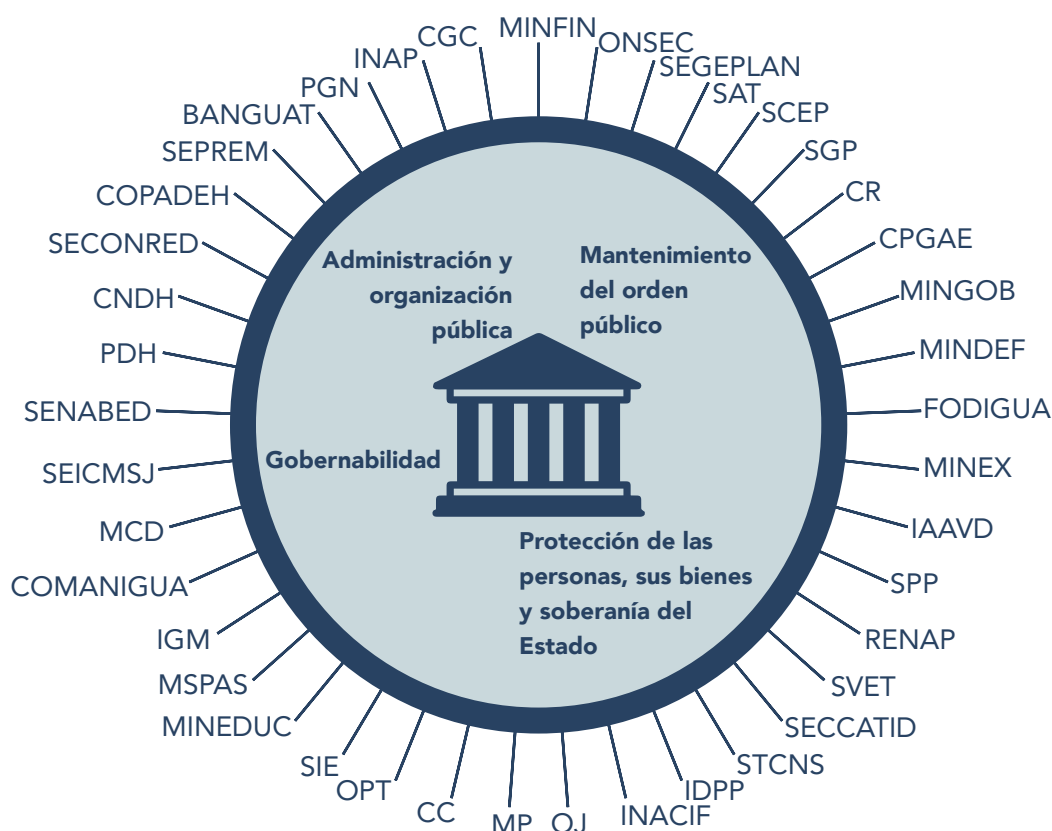 MINFIN
ONSEC
SEGEPLAN
SAT
SCEP
SGP
CR
CPGAE
MINGOB
MINDEF
FODIGUA
MINEX
IAAVD
SPP
RENAP
SVET
SECCATID
STCNS
IDPP
INACIF
OJ
MP
CC
OPT
SIE
MINEDUC
MSPAS
IGM
COMANIGUA
MCD
SEICMSJ
SENABED
PDH
CNDH
SECONRED
COPADEH
SEPREM
BANGUAT
PGN
INAP
CGC
Administración y
organización
pública
Mantenimiento
del orden
público
Gobernabilidad
Protección de las
personas, sus bienes
y soberanía del
Estado